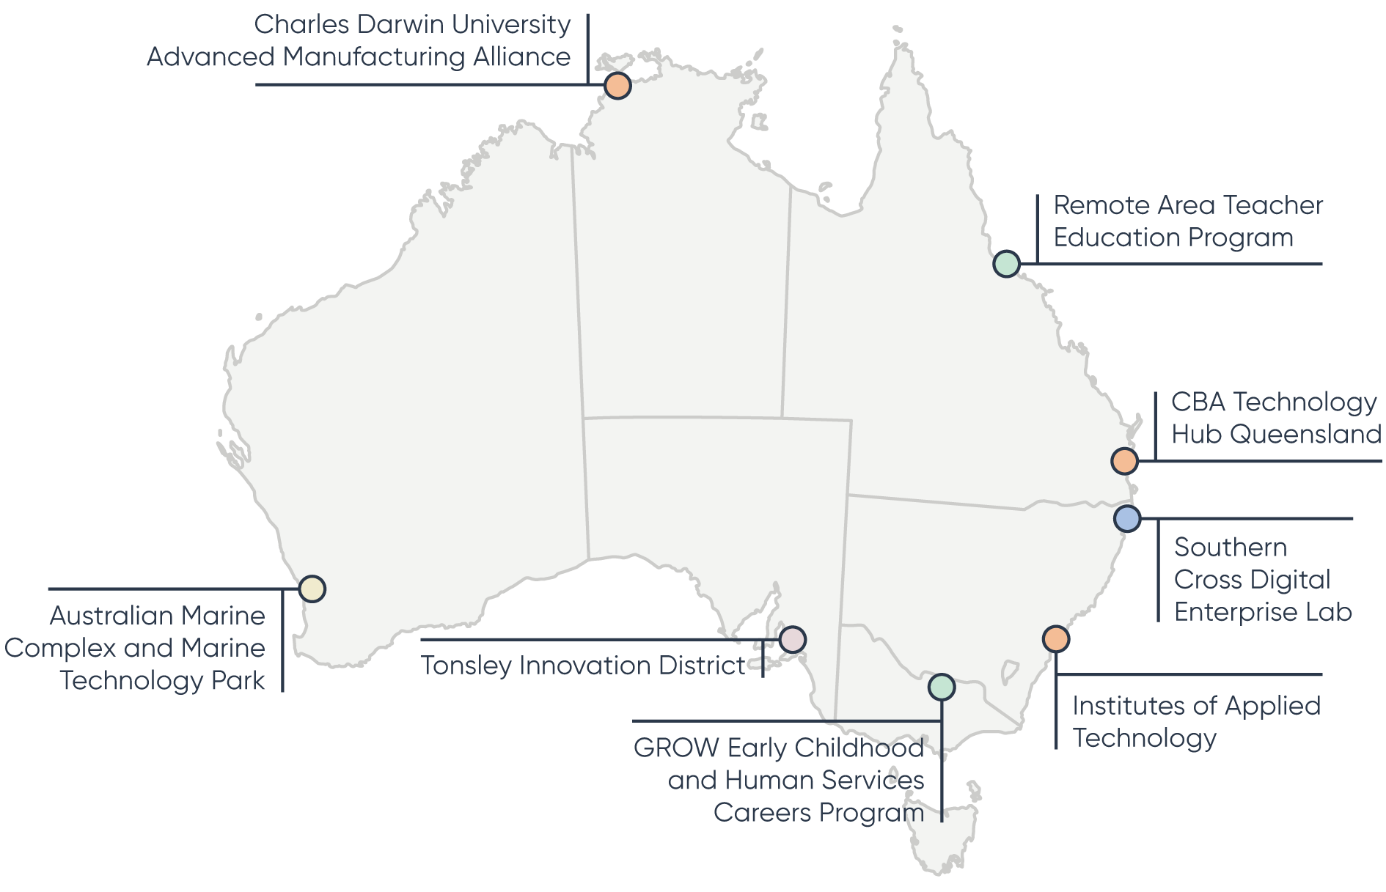 Charles Darwin University
Advanced Manufacturing Alliance
Remote Area Teacher
Education Program
CBA Technology
Hub Queensland
Southern
Cross Digital
Enterprise Lab
Australian Marine
Complex and Marine
Technology Park
Tonsley Innovation District
Institutes of Applied
Technology
GROW Early Childhood
and Human Services
Careers Program